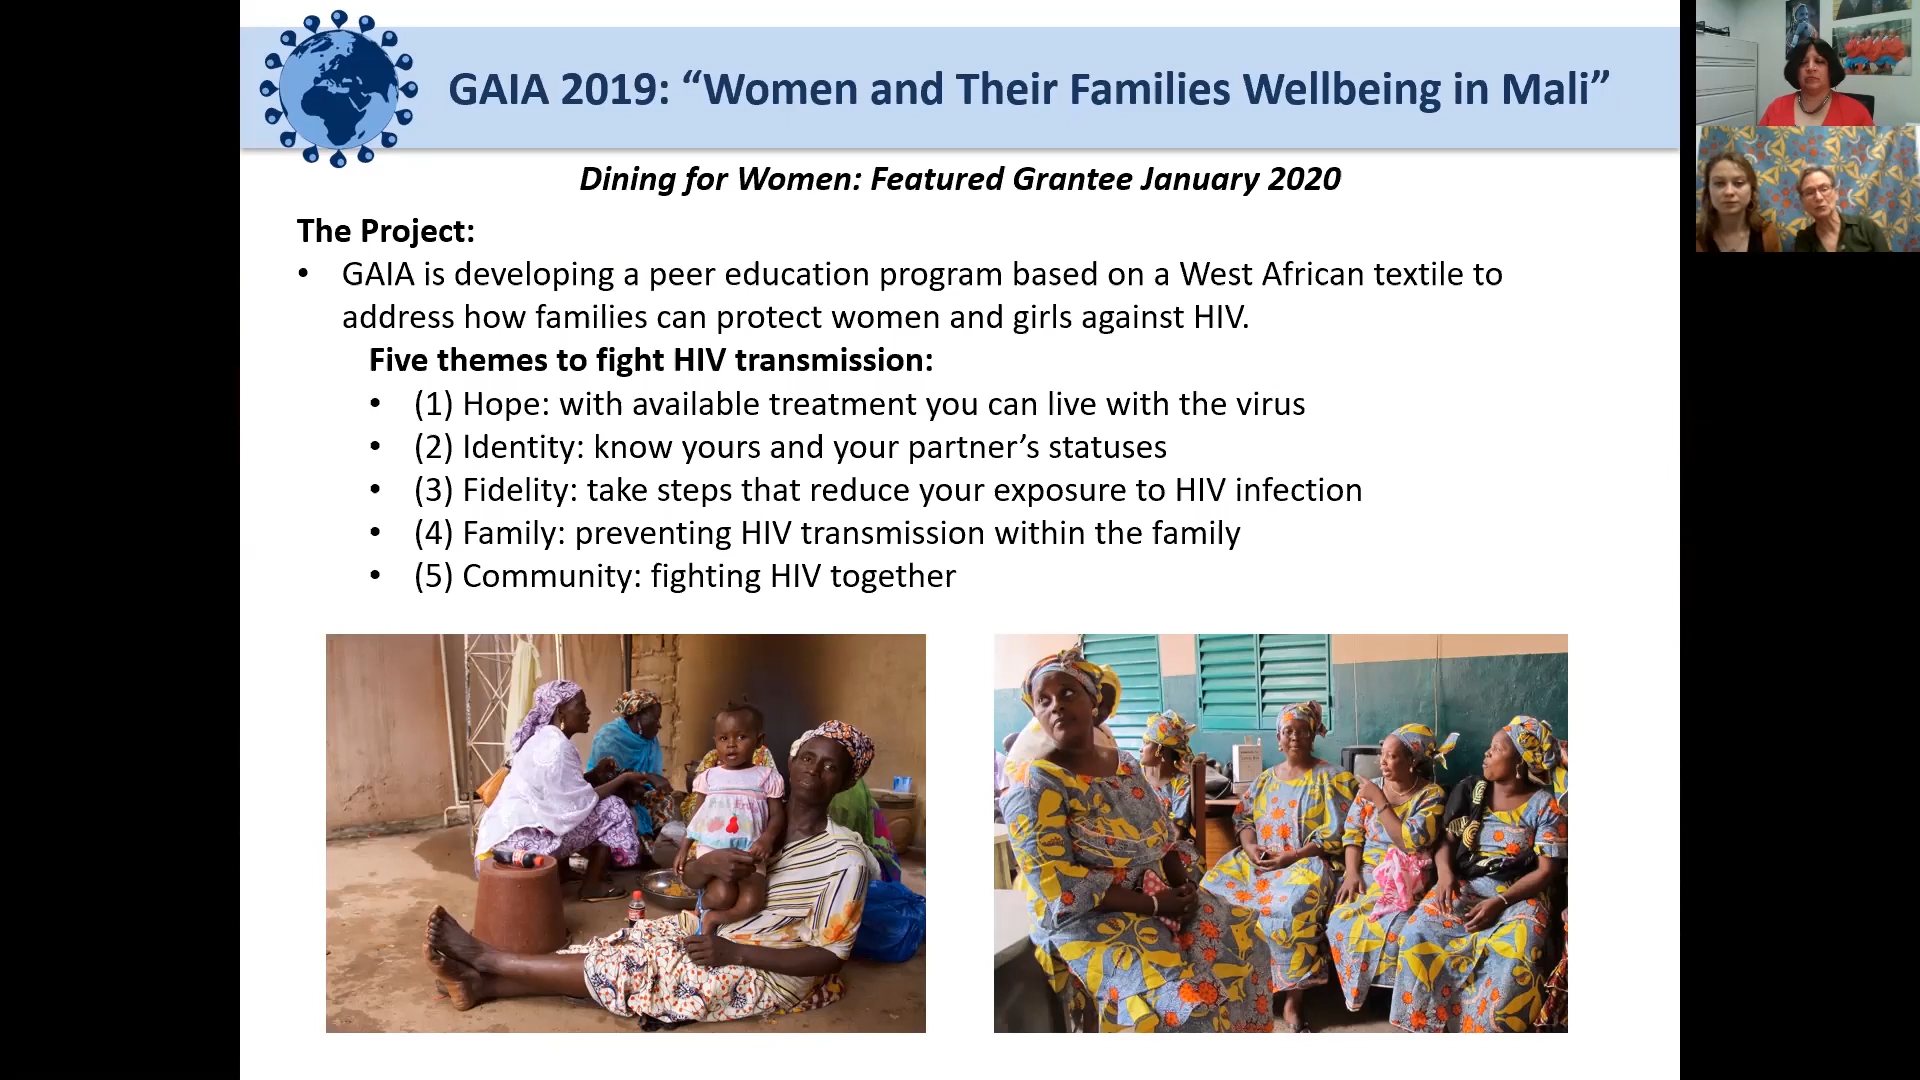 GAIA 2019: “Women and Their Families Wellbeing in Mali”
Dining for Women: Featured Grantee January 2020
The Project:
• GAIA is developing a peer education program based on a West African textile to
address how families can protect women and girls against HIV.
Five themes to fight HIV transmission:
• (1) Hope: with available treatment you can live with the virus
• (2) Identity: know yours and your partner’s statuses
• (3) Fidelity: take steps that reduce your exposure to HIV infection
• (4) Family: preventing HIV transmission within the family
• (5) Community: fighting HIV together